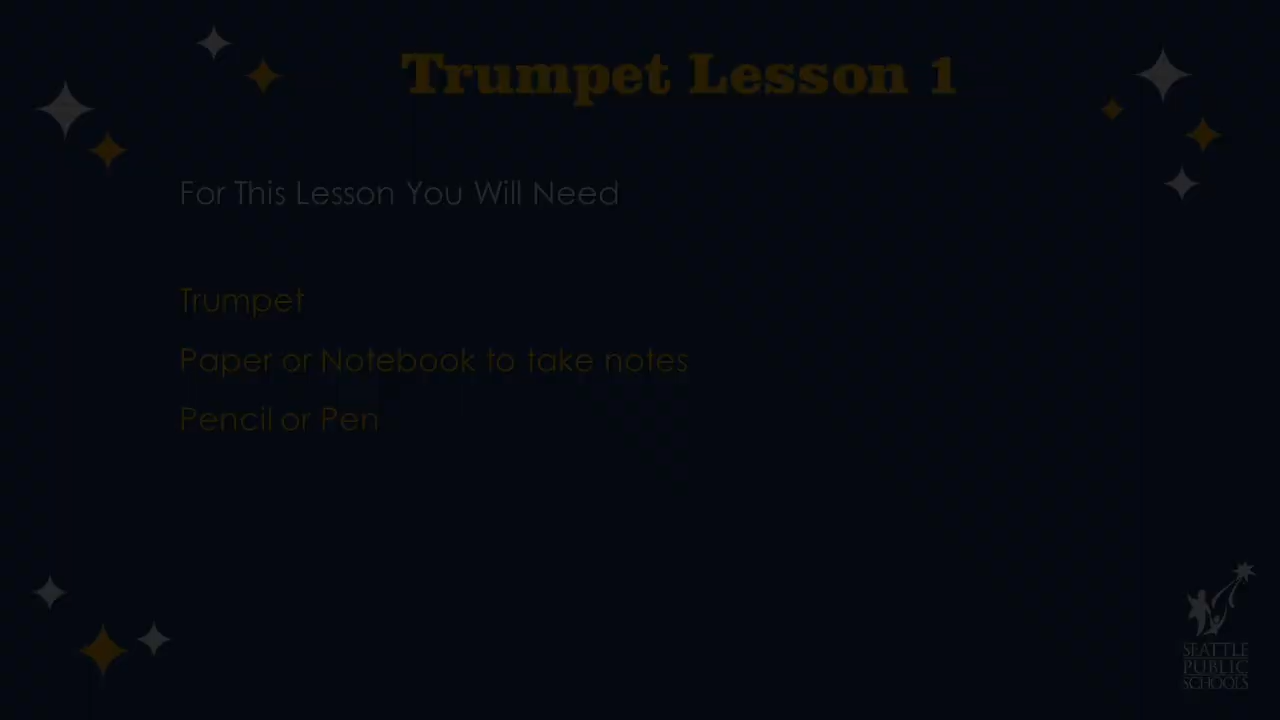 Trumpet Lesson 1
For This Lesson You Will Need
Trumpet
Paper or Notebook to take notes
Pencil or Pen
SEATTLE
PUBLIC
SCHOOLS